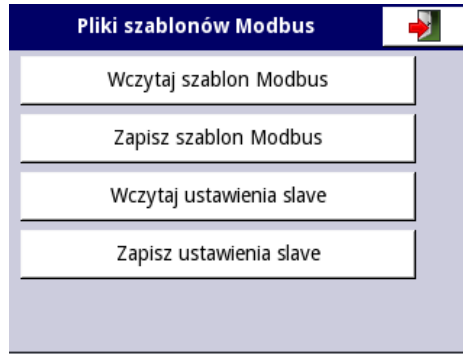 Pliki szablonów Modbus
Wczytaj szablon Modbus
Zapisz szablon Modbus
Wczytaj ustawienia slave
Zapisz ustawienia slave